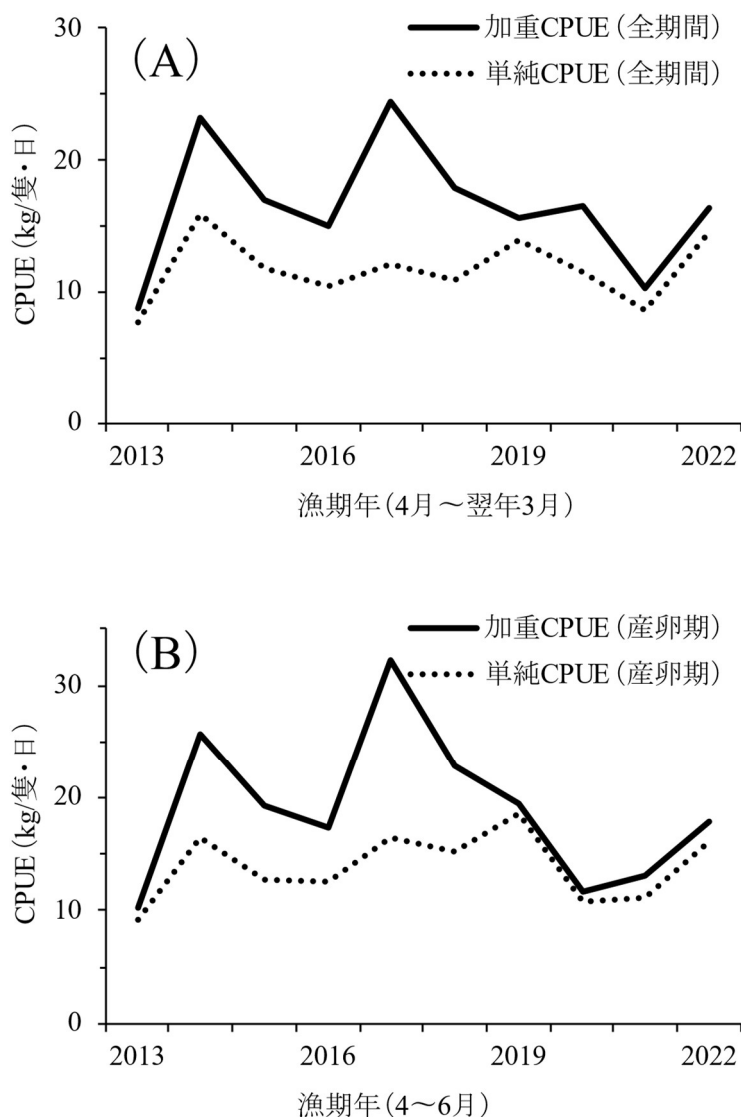 (A)
加重CPUE(全期間)
単純CPUE(全期間)
CPUE(kg/隻・日)
30
20
10
0
2013 2016 2019 2022
漁期年(4月~翌年3月)
(B)
加重CPUE(産卵期)
単純CPUE(産卵期)
CPUE(kg/隻・日)
30
20
10
0
2013 2016 2019 2022
漁期年(4~6月)